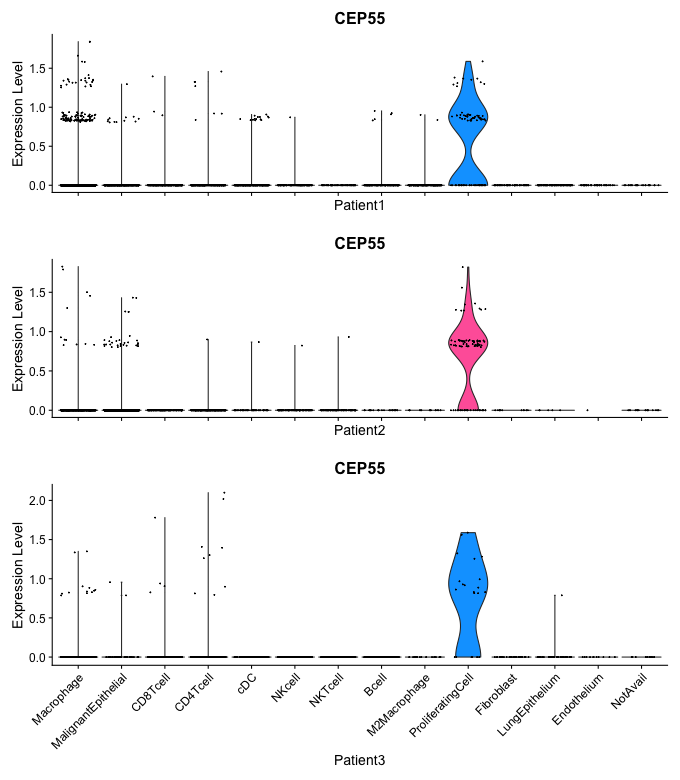 CEP55
Expression Level
1.5
1.0
0.5
0.0
Patient1
CEP55
Expression Level
1.5
1.0
0.5
0.0
Patient2
CEP55
Expression Level
2.0
1.5
1.0
0.5
0.0
Macrophage
MalignantEpithelial
CD8Tcell
CD4Tcell
cDC
NKcell
NKTcell
Bcell
M2Macrophage
ProliferatingCell
Fibroblast
LungEpithelium
Endothelium
NotAvail
Patient3